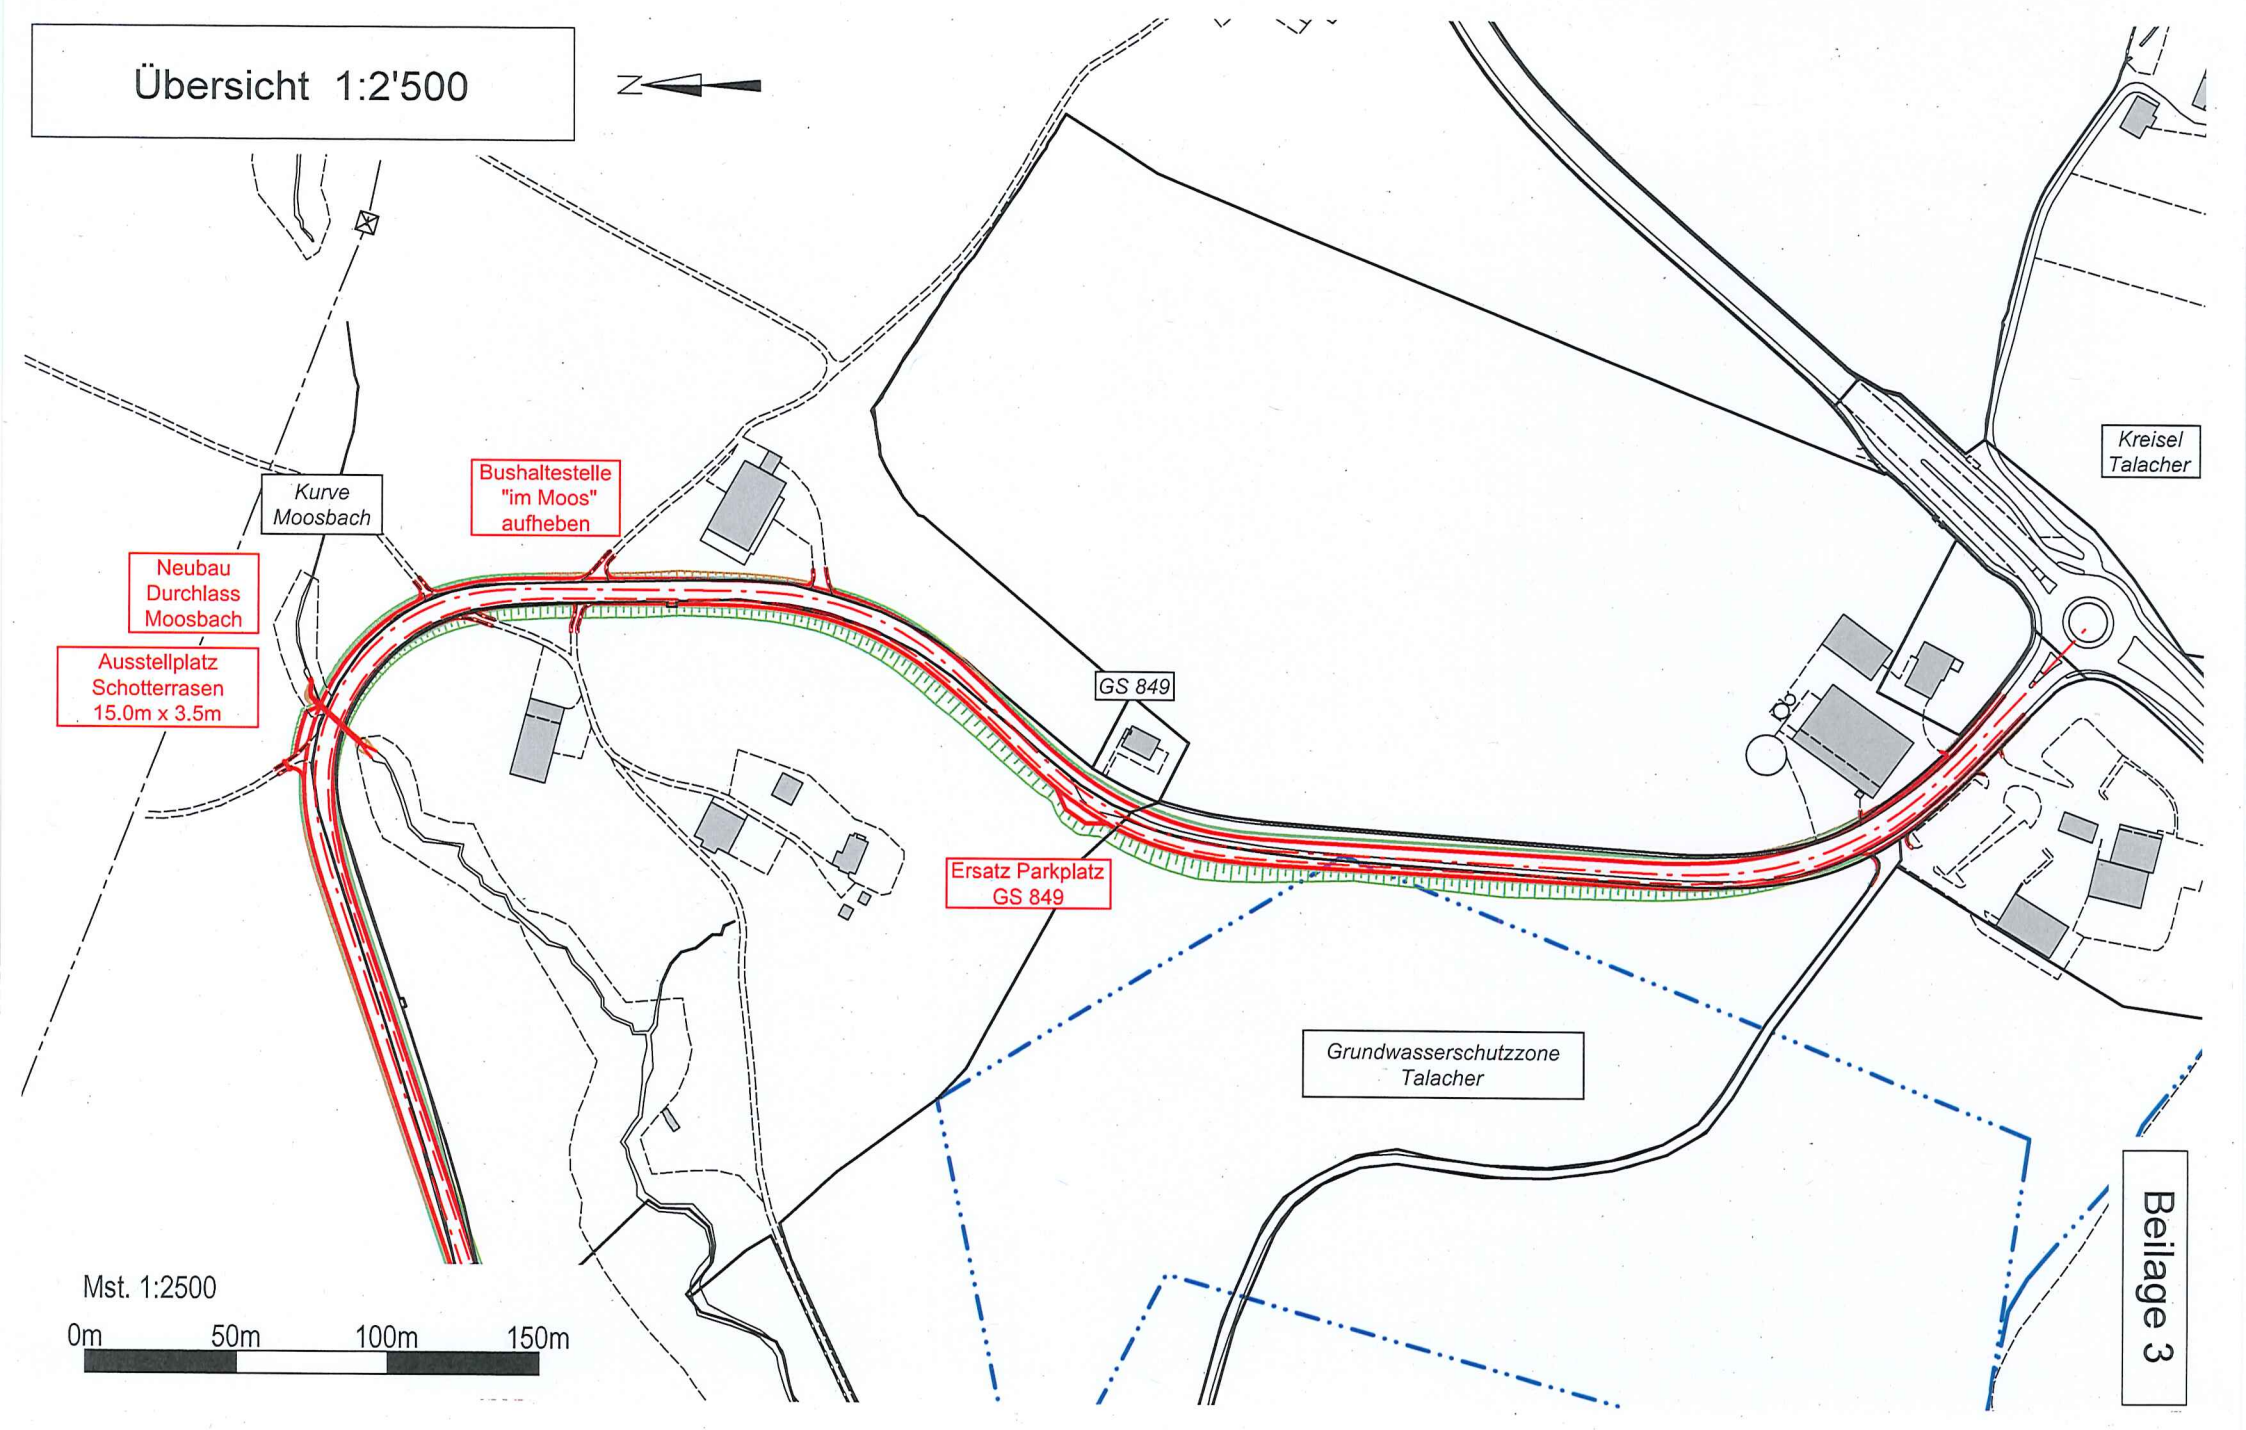 Übersicht 1:2'500
N
Kreisel
Talacher
Kurve
Moosbach
Bushaltestelle
"im Moos"
aufheben
Neubau
Durchlass
Moosbach
Ausstellplatz
Schotterrasen
15.0m x 3.5m
GS 849
Ersatz Parkplatz
GS 849
Grundwasserschutzzone
Talacher
Beilage 3
Mst. 1:2500
0m 50m 100m 150m